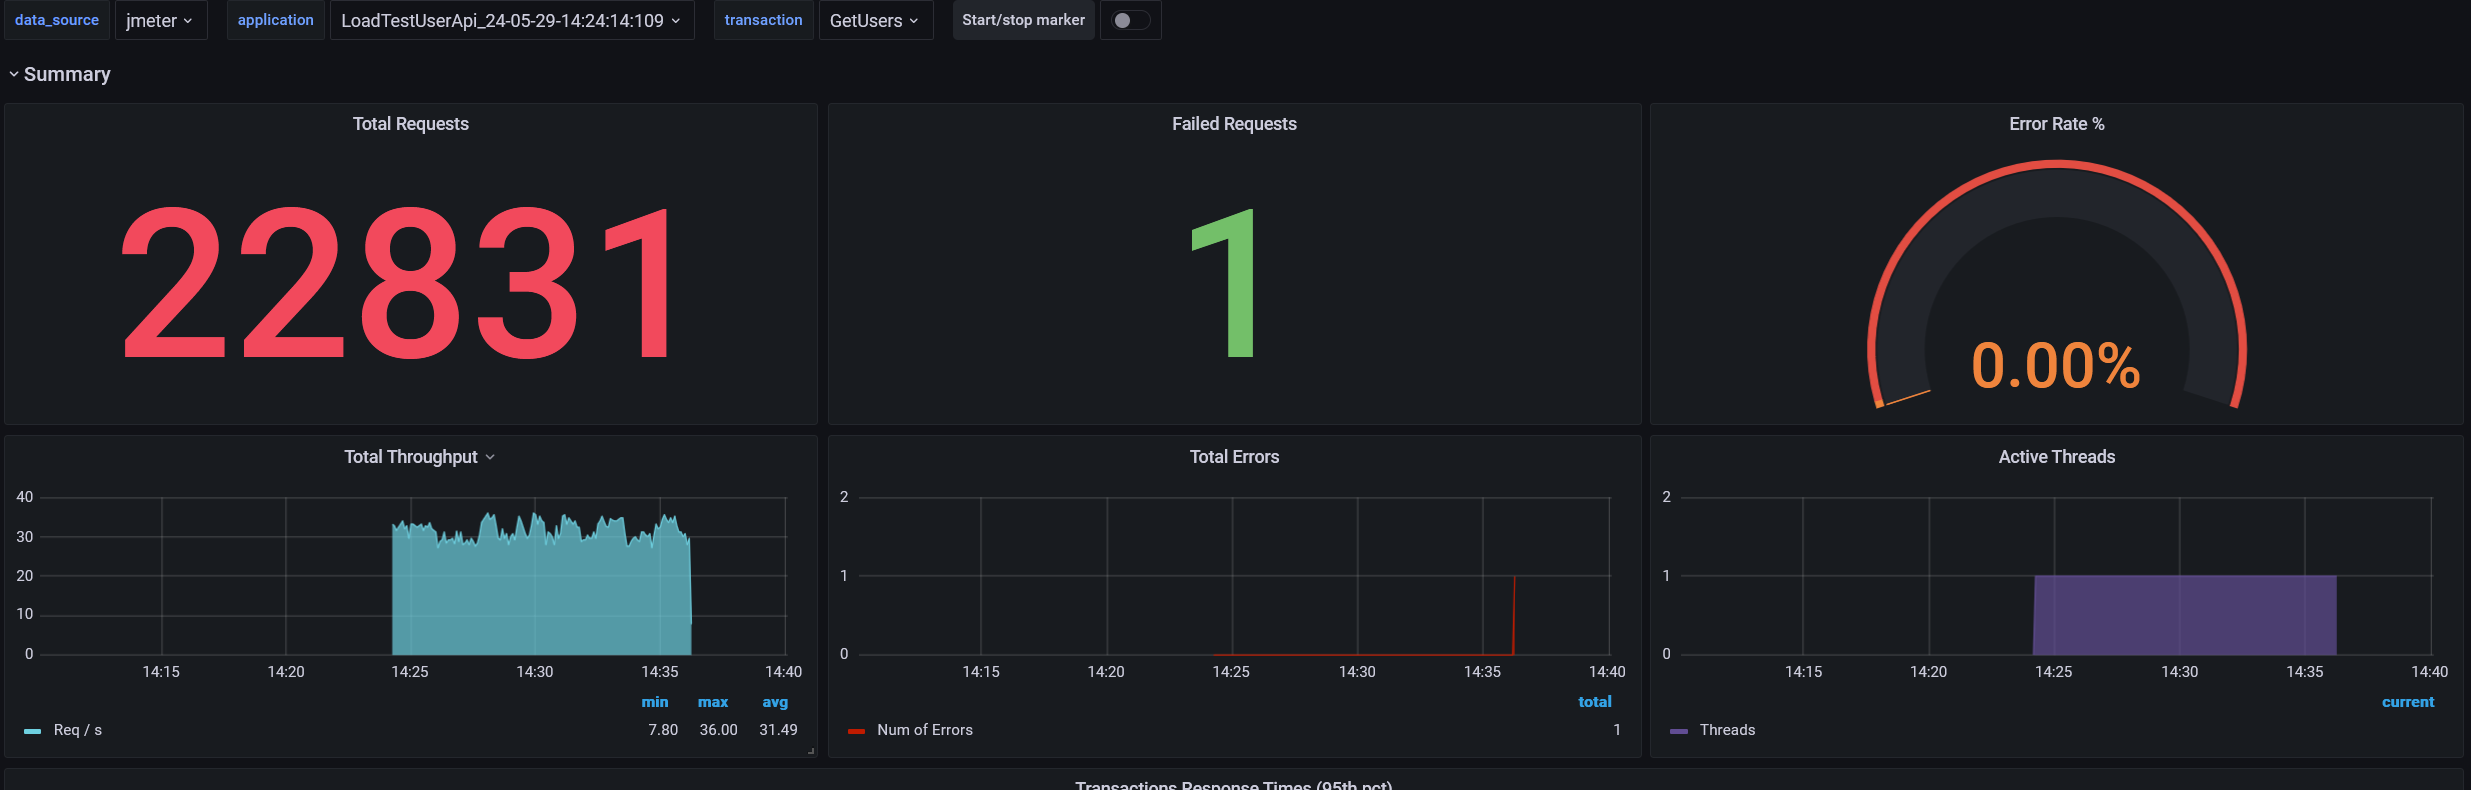 data_source jmeter application LoadTestUserApi_24-05-29-14:24:14:109 transaction GetUsers Start/stop marker
Summary
Total Requests
22831
Failed Requests
1
Error Rate %
0.00%
Total Throughput
40
30
20
10
0
14:15 14:20 14:25 14:30 14:35 14:40
min max avg
Req / s 7.80 36.00 31.49
Total Errors
2
1
0
14:15 14:20 14:25 14:30 14:35 14:40
total
Num of Errors 1
Active Threads
2
1
0
14:15 14:20 14:25 14:30 14:35 14:40
current
Threads
Transactions Response Times (95th pct)